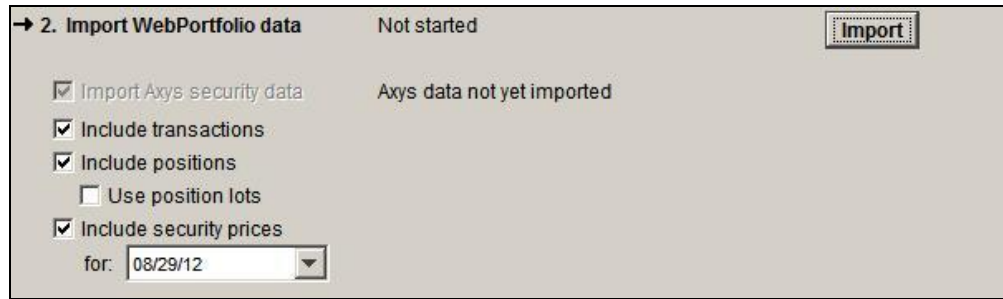 → 2. Import WebPortfolio data Not started Import
Import Axys security data Axys data not yet imported
Include transactions
Include positions
Use position lots
Include security prices
for: 08/29/12